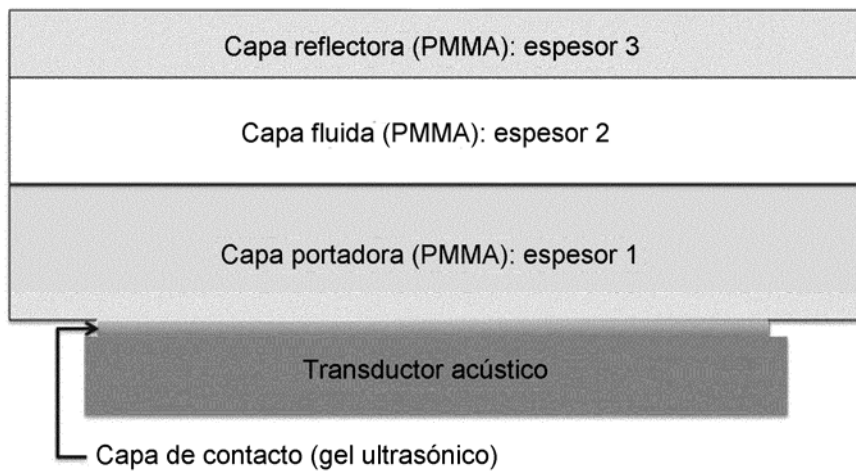 Capa reflectora (PMMA): espesor 3
Capa fluida (PMMA): espesor 2
Capa portadora (PMMA): espesor 1
Transductor acústico
Capa de contacto (gel ultrasónico)